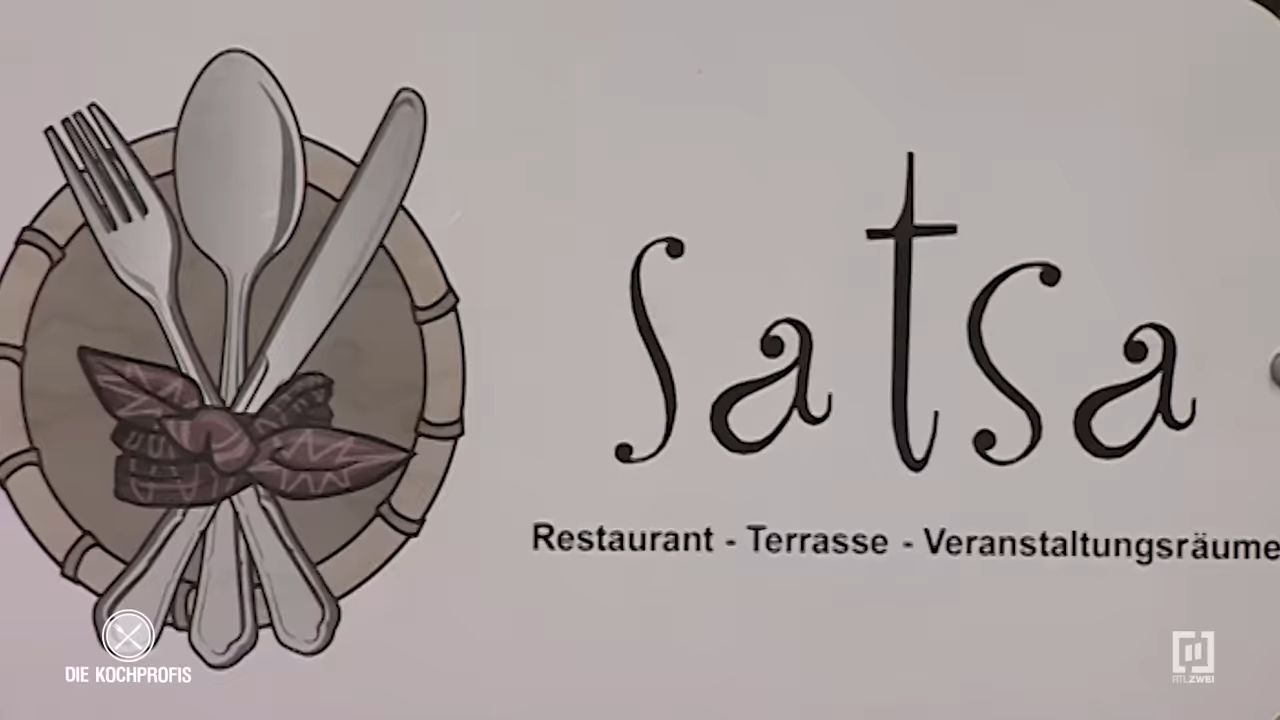 satsa
Restaurant - Terrasse - Veranstaltungsräume
DIE KOCHPROFIS
RTLZWEI